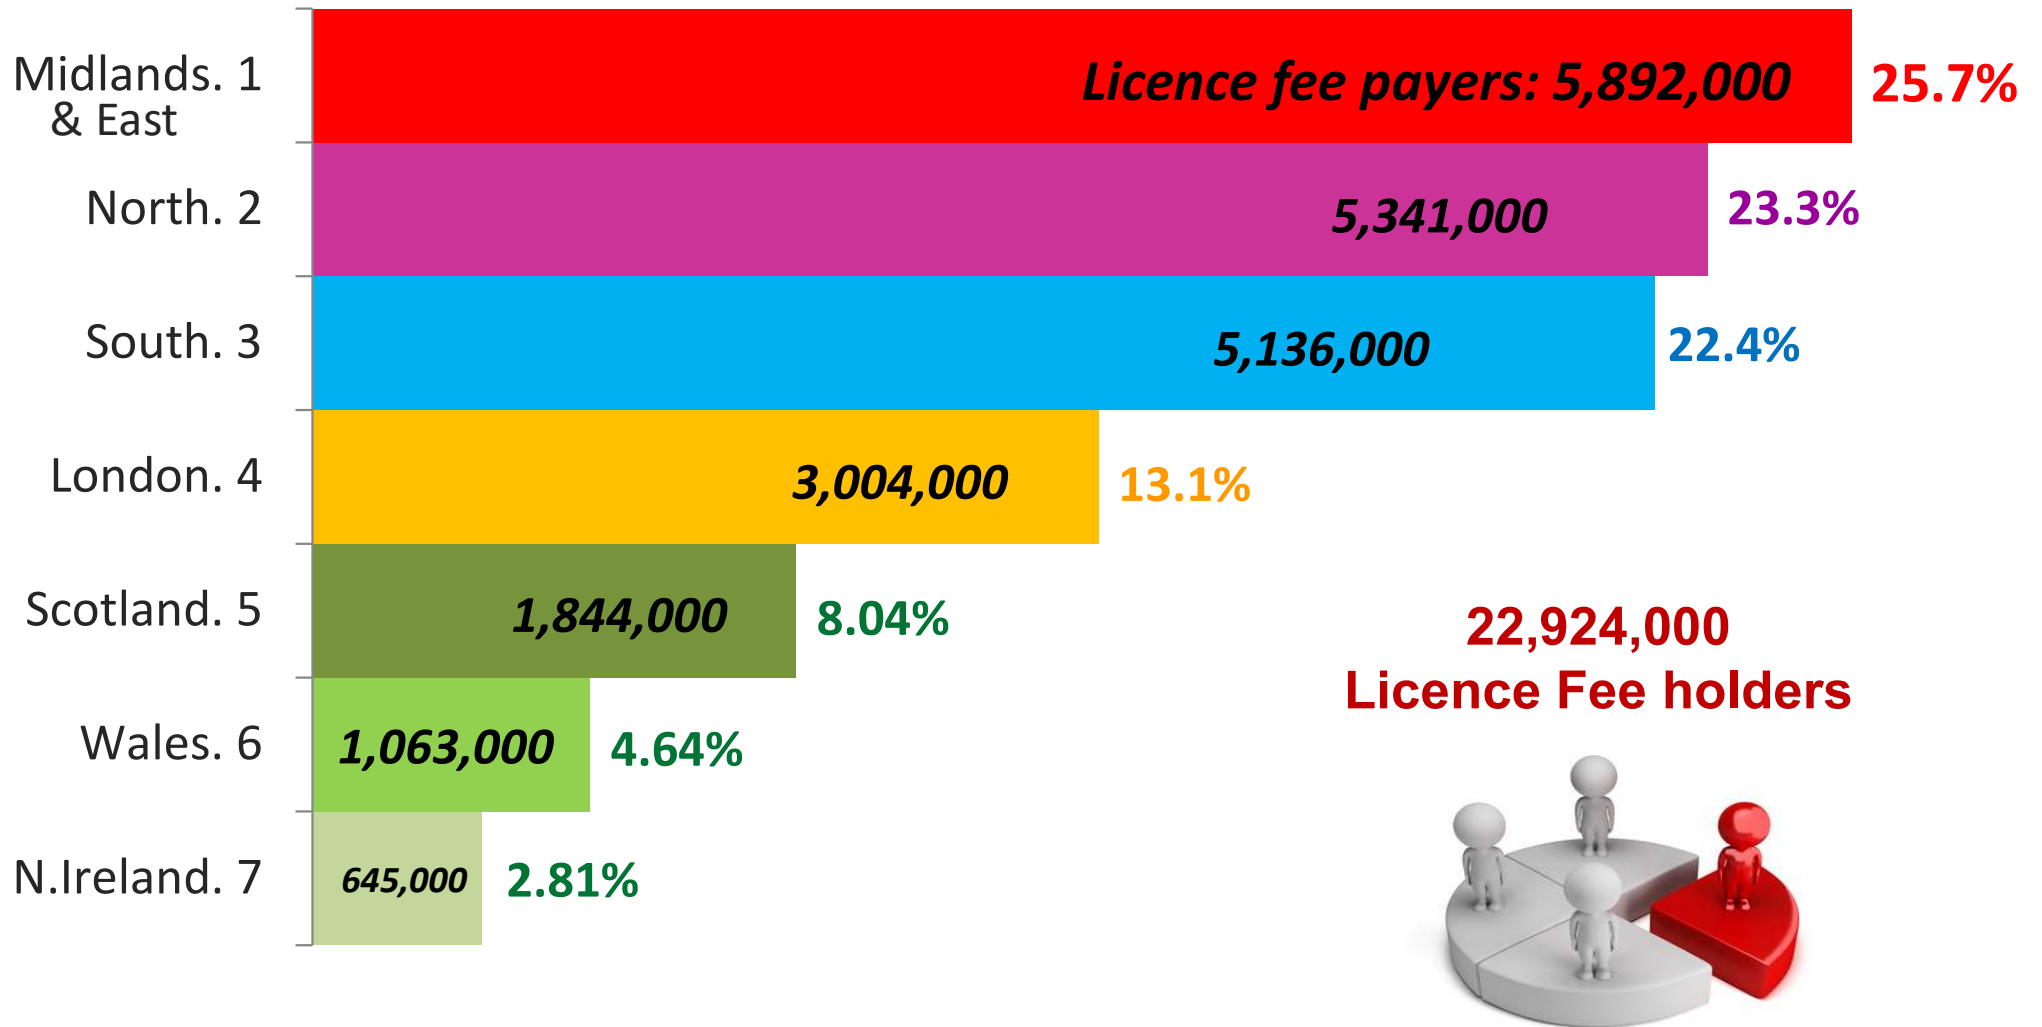 Midlands. 1
& East
Licence fee payers: 5,892,000
25.7%
North. 2
5,341,000
23.3%
South. 3
5,136,000
22.4%
London. 4
3,004,000
13.1%
Scotland. 5
1,844,000
8.04%
22,924,000
Licence Fee holders
Wales. 6
1,063,000
4.64%
N.Ireland. 7
645,000
2.81%